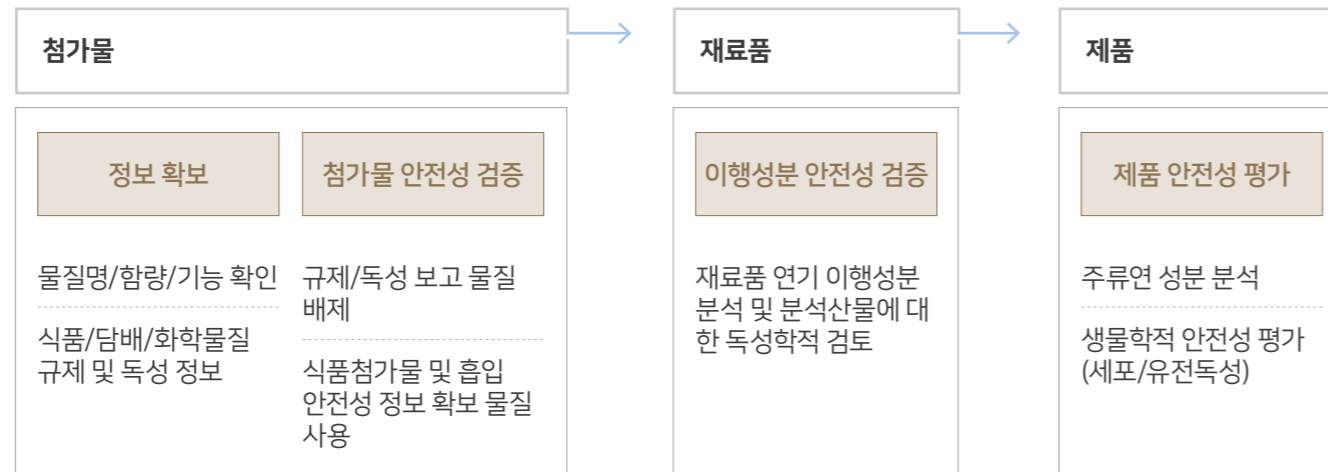 첨가물
재료품
제품
정보 확보
첨가물 안전성 검증
이행성분 안전성 검증
제품 안전성 평가
물질명/함량/기능 확인
식품/담배/화학물질
규제 및 독성 정보
규제/독성 보고 물질
배제
식품첨가물 및 흡입
안전성 정보 확보 물질
사용
재료품 연기 이행성분
분석 및 분석산물에 대
한 독성학적 검토
주류연 성분 분석
생물학적 안전성 평가
(세포/유전독성)